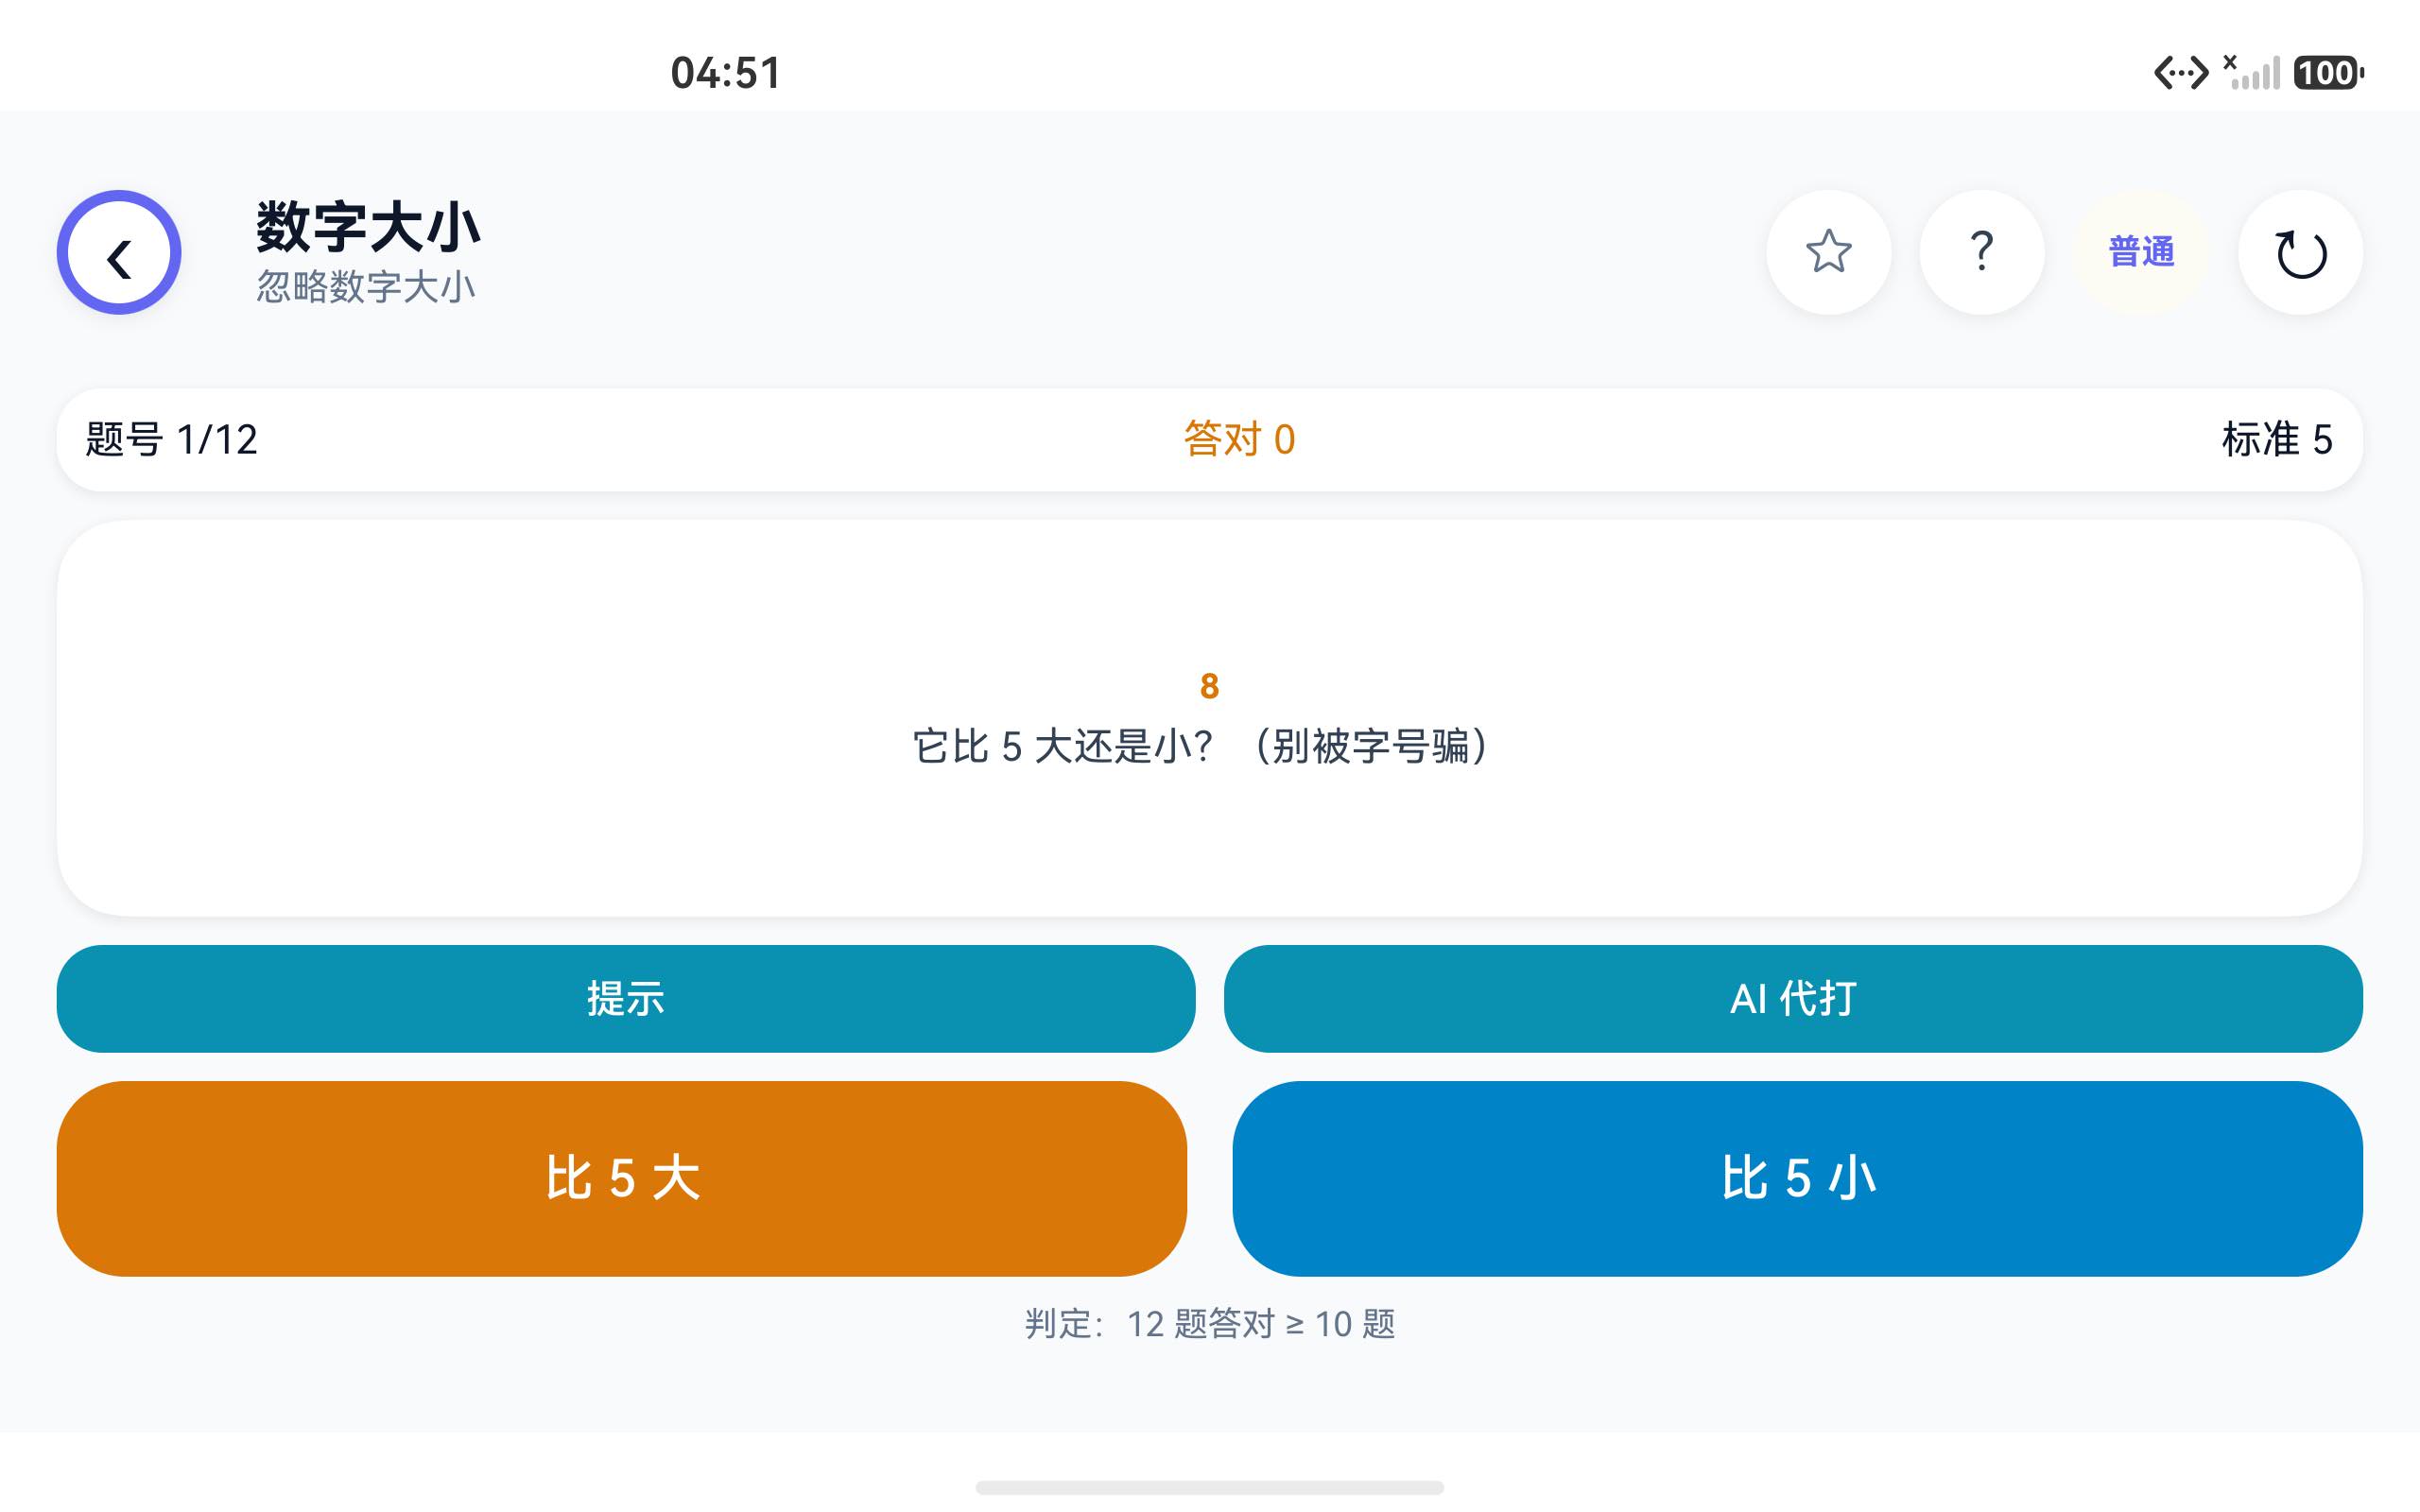 04:51
100
数字大小
忽略数字大小
?
普通
题号 1/12
答对 0
标准 5
8
它比 5 大还是小？（别被字号骗）
提示
AI 代打
比 5 大
比 5 小
判定：12 题答对 ≥ 10 题